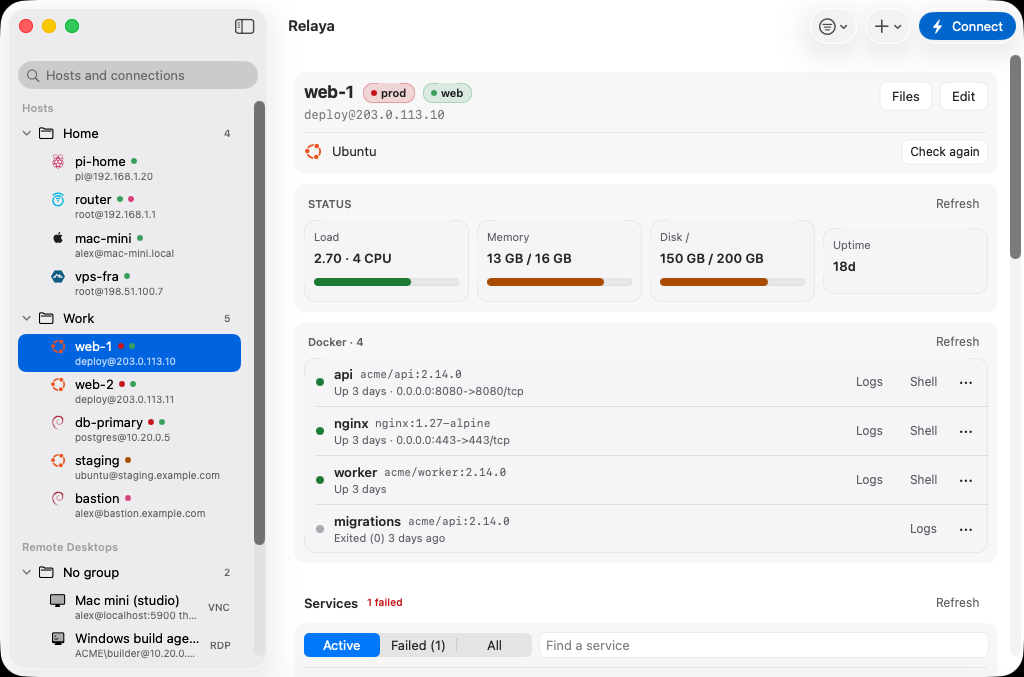 Relaya
Connect
Hosts and connections
Hosts
Home 4
pi-home
pi@192.168.1.20
router
root@192.168.1.1
mac-mini
alex@mac-mini.local
vps-fra
root@198.51.100.7
Work 5
web-1
deploy@203.0.113.10
web-2
deploy@203.0.113.11
db-primary
postgres@10.20.0.5
staging
ubuntu@staging.example.com
bastion
alex@bastion.example.com
Remote Desktops
No group 2
Mac mini (studio)
alex@localhost:5900 th...
VNC
Windows build age...
ACME\builder@10.20.0....
RDP
web-1 prod web
deploy@203.0.113.10
Files Edit
Ubuntu
Check again
STATUS Refresh
Load
2.70 · 4 CPU
Memory
13 GB / 16 GB
Disk /
150 GB / 200 GB
Uptime
18d
Docker · 4 Refresh
api acme/api:2.14.0
Up 3 days · 0.0.0.0:8080->8080/tcp
Logs Shell ...
nginx nginx:1.27-alpine
Up 3 days · 0.0.0.0:443->443/tcp
Logs Shell ...
worker acme/worker:2.14.0
Up 3 days
Logs Shell ...
migrations acme/api:2.14.0
Exited (0) 3 days ago
Logs ...
Services 1 failed Refresh
Active Failed (1) All Find a service